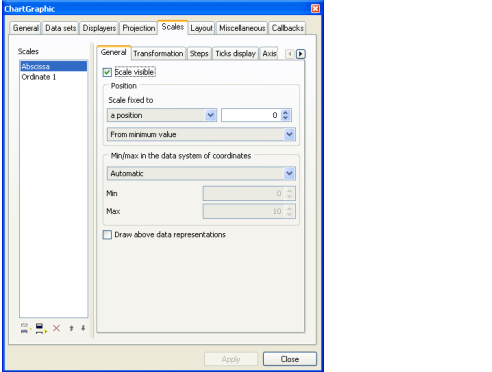 ChartGraphic
General Data sets Displayers Projection Scales Layout Miscellaneous Callbacks
Scales
Abscissa
Ordinate 1
General Transformation Steps Ticks display Axis
Scale visible
Position
Scale fixed to
a position 0
From minimum value
Min/max in the data system of coordinates
Automatic
Min 0
Max 10
Draw above data representations
Apply Close